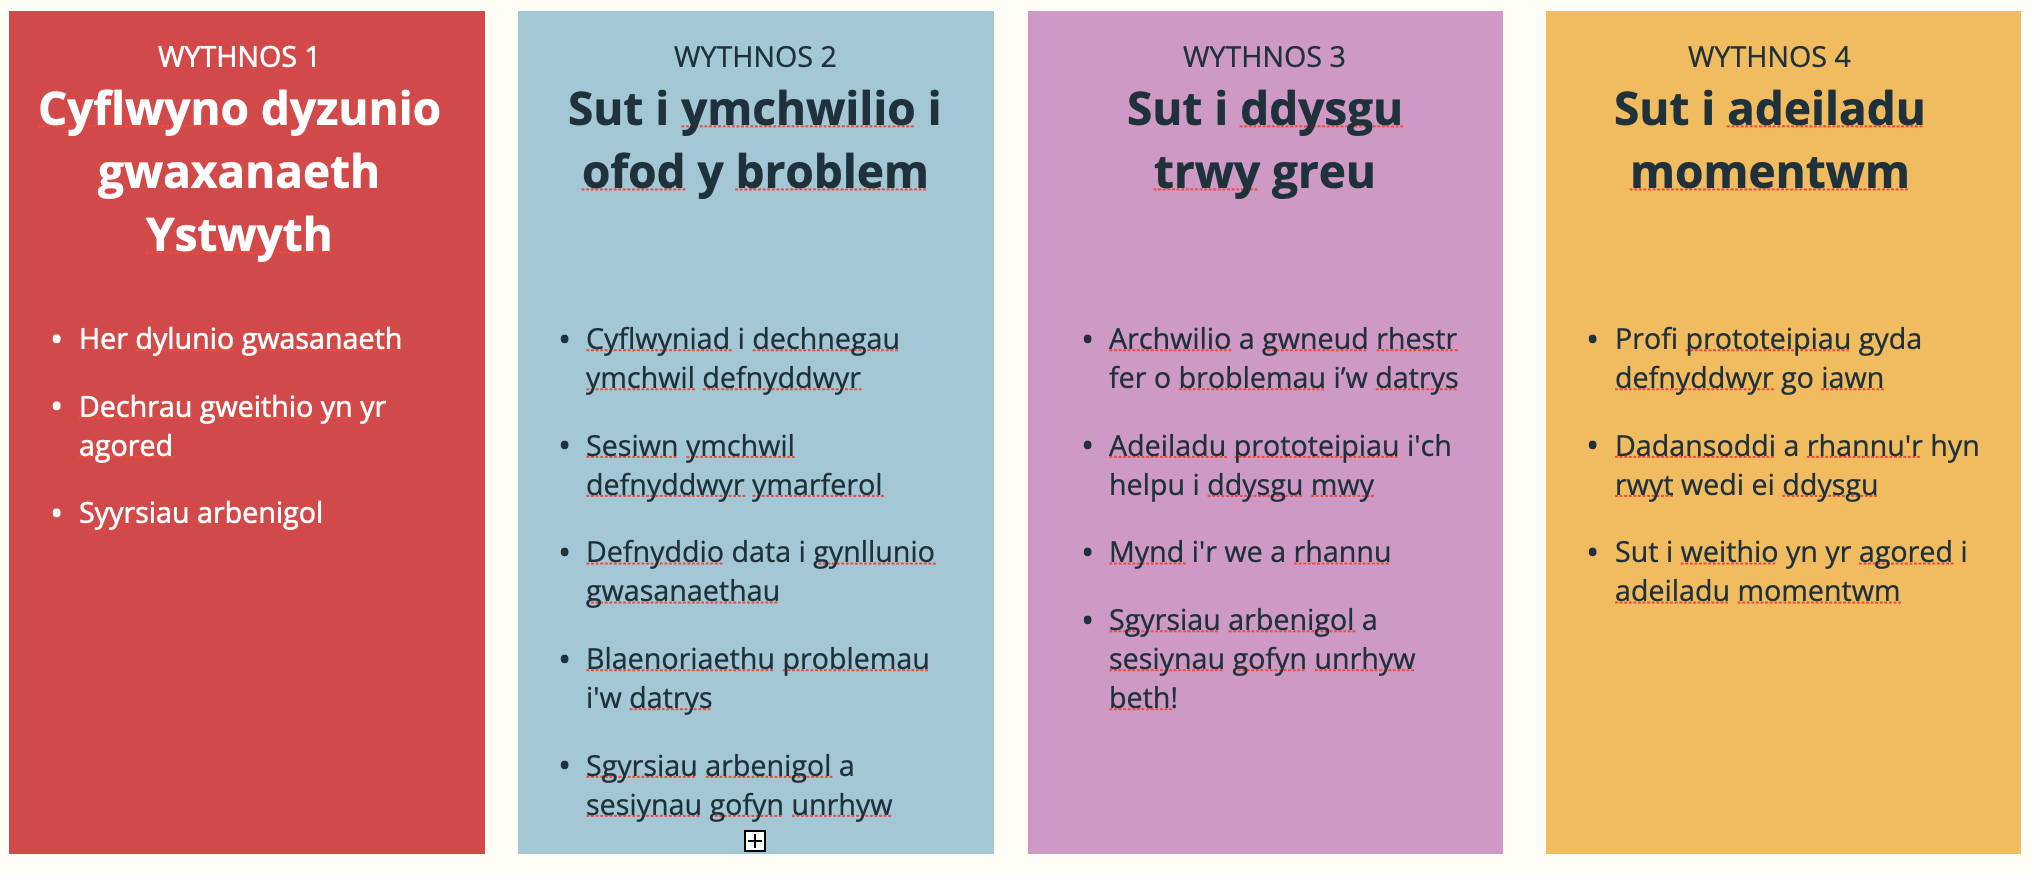 WYTHNOS 1
Cyflwyno dyzunio
gwaxanaeth
Ystwyth
• Her dylunio gwasanaeth
• Dechrau gweithio yn yr
agored
• Syyrsiau arbenigol
WYTHNOS 2
Sut i ymchwilio i
ofod y broblem
• Cyflwyniad i dechnegau
ymchwil defnyddwyr
• Sesiwn ymchwil
defnyddwyr ymarferol
• Defnyddio data i gynllunio
gwasanaethau
• Blaenoriaethu problemau
i'w datrys
• Sgyrsiau arbenigol a
sesiynau gofyn unrhyw
WYTHNOS 3
Sut i ddysgu
trwy greu
• Archwilio a gwneud rhestr
fer o broblemau i’w datrys
• Adeiladu prototeipiau i'ch
helpu i ddysgu mwy
• Mynd i'r we a rhannu
• Sgyrsiau arbenigol a
sesiynau gofyn unrhyw
beth!
WYTHNOS 4
Sut i adeiladu
momentwm
• Profi prototeipiau gyda
defnyddwyr go iawn
• Dadansoddi a rhannu'r hyn
rwyt wedi ei ddysgu
• Sut i weithio yn yr agored i
adeiladu momentwm